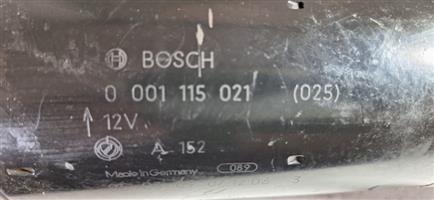 BOSCH
0 001 115 021 (025)
12V
A 152
Made in Germany 089